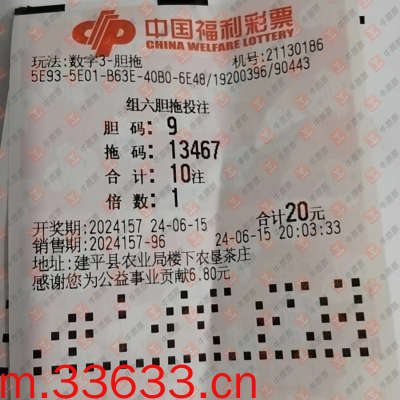 中国福利彩票
CHINA WELFARE LOTTERY
玩法:数字3-胆拖 机号:21130186
5E93-5E01-B63E-40B0-6E48/19200396/90443
组六胆拖投注
胆 码: 9
拖 码: 13467
合 计: 10注
倍 数: 1
开奖期:2024157 24-06-15 合计20元
销售期:2024157-96 24-06-15 20:03:33
地址:建平县农业局楼下农垦茶庄
感谢您为公益事业贡献6.80元
m.33633.cn